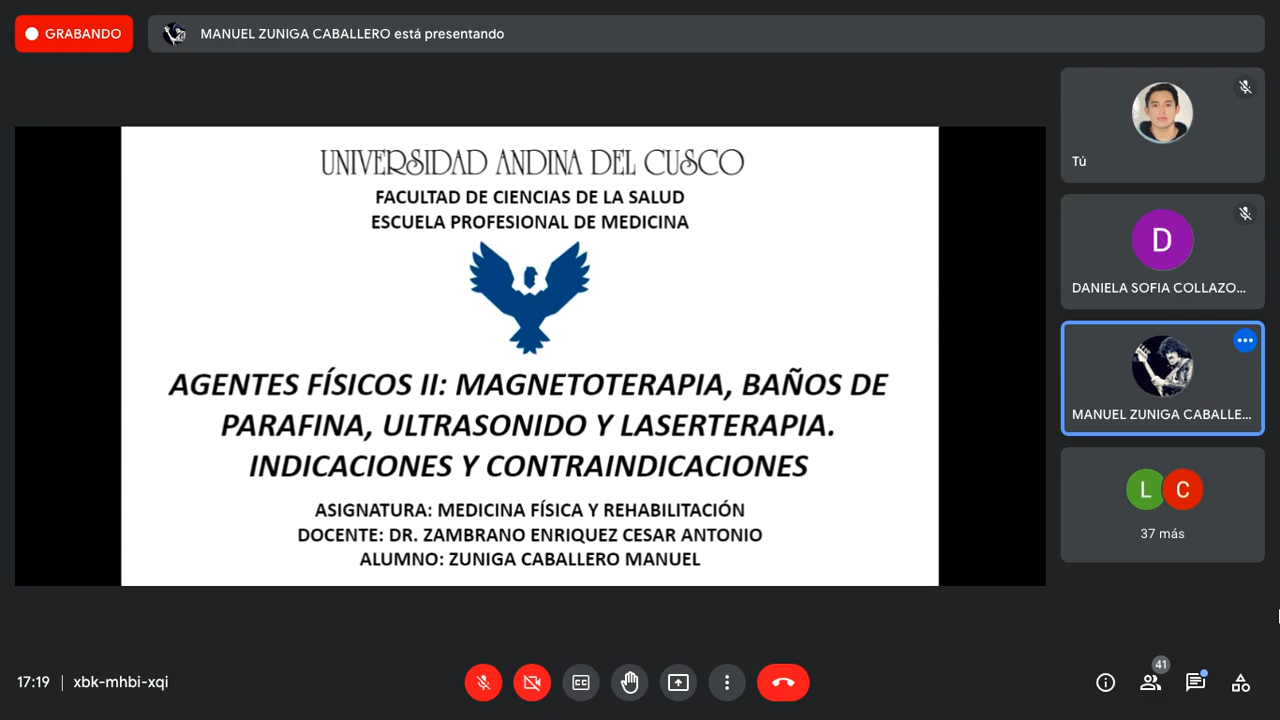 GRABANDO
MANUEL ZUNIGA CABALLERO está presentando
UNIVERSIDAD ANDINA DEL CUSCO
FACULTAD DE CIENCIAS DE LA SALUD
ESCUELA PROFESIONAL DE MEDICINA
AGENTES FÍSICOS II: MAGNETOTERAPIA, BAÑOS DE
PARAFINA, ULTRASONIDO Y LASERTERAPIA.
INDICACIONES Y CONTRAINDICACIONES
ASIGNATURA: MEDICINA FÍSICA Y REHABILITACIÓN
DOCENTE: DR. ZAMBRANO ENRIQUEZ CESAR ANTONIO
ALUMNO: ZUNIGA CABALLERO MANUEL
Tú
D
DANIELA SOFIA COLLAZO...
MANUEL ZUNIGA CABALLE...
L C
37 más
17:19 | xbk-mhbi-xqi
CC
41